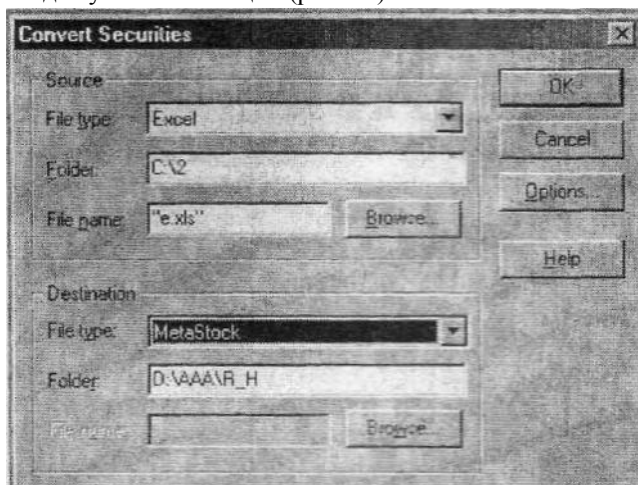 Convert Securities
Source
File type: Excel
Folder: C:\2
File name: "e.xls" Browse...
OK
Cancel
Options...
Help
Destination
File type: MetaStock
Folder: D:\AAA\R_H
File name: Browse...